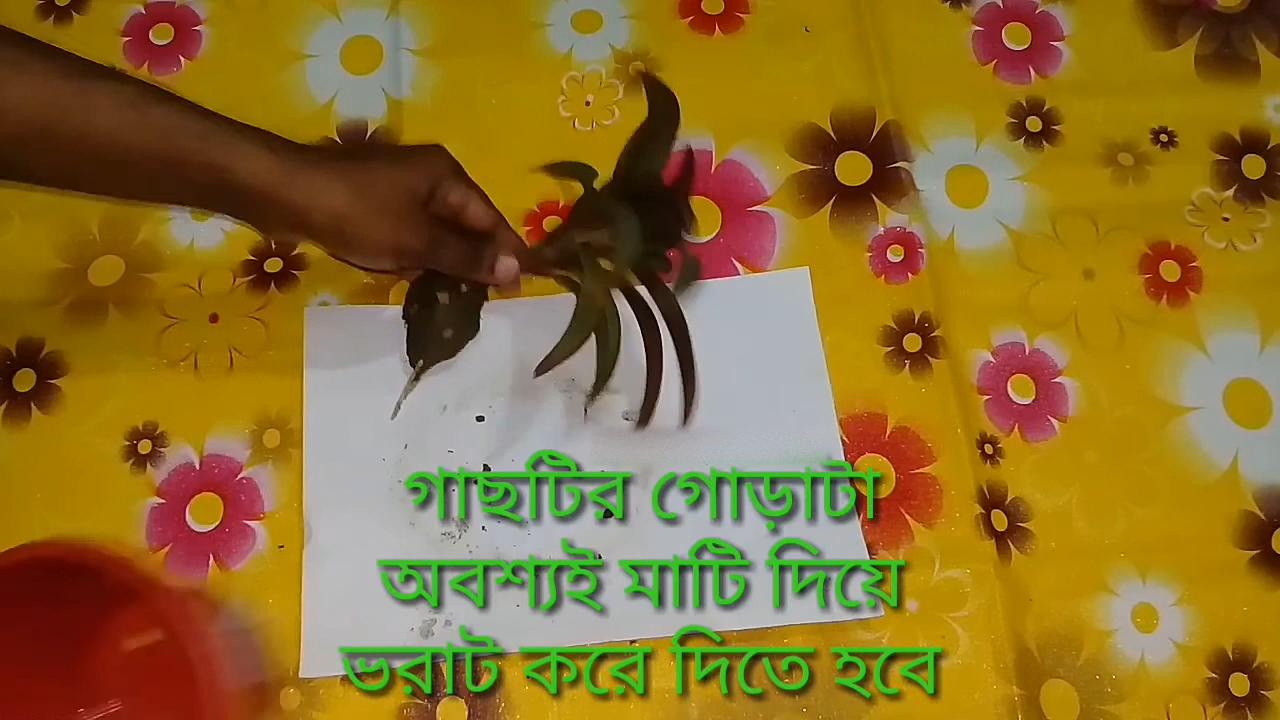 গাছটির গোড়াটা
অবশ্যই মাটি দিয়ে
ভরাট করে দিতে হবে